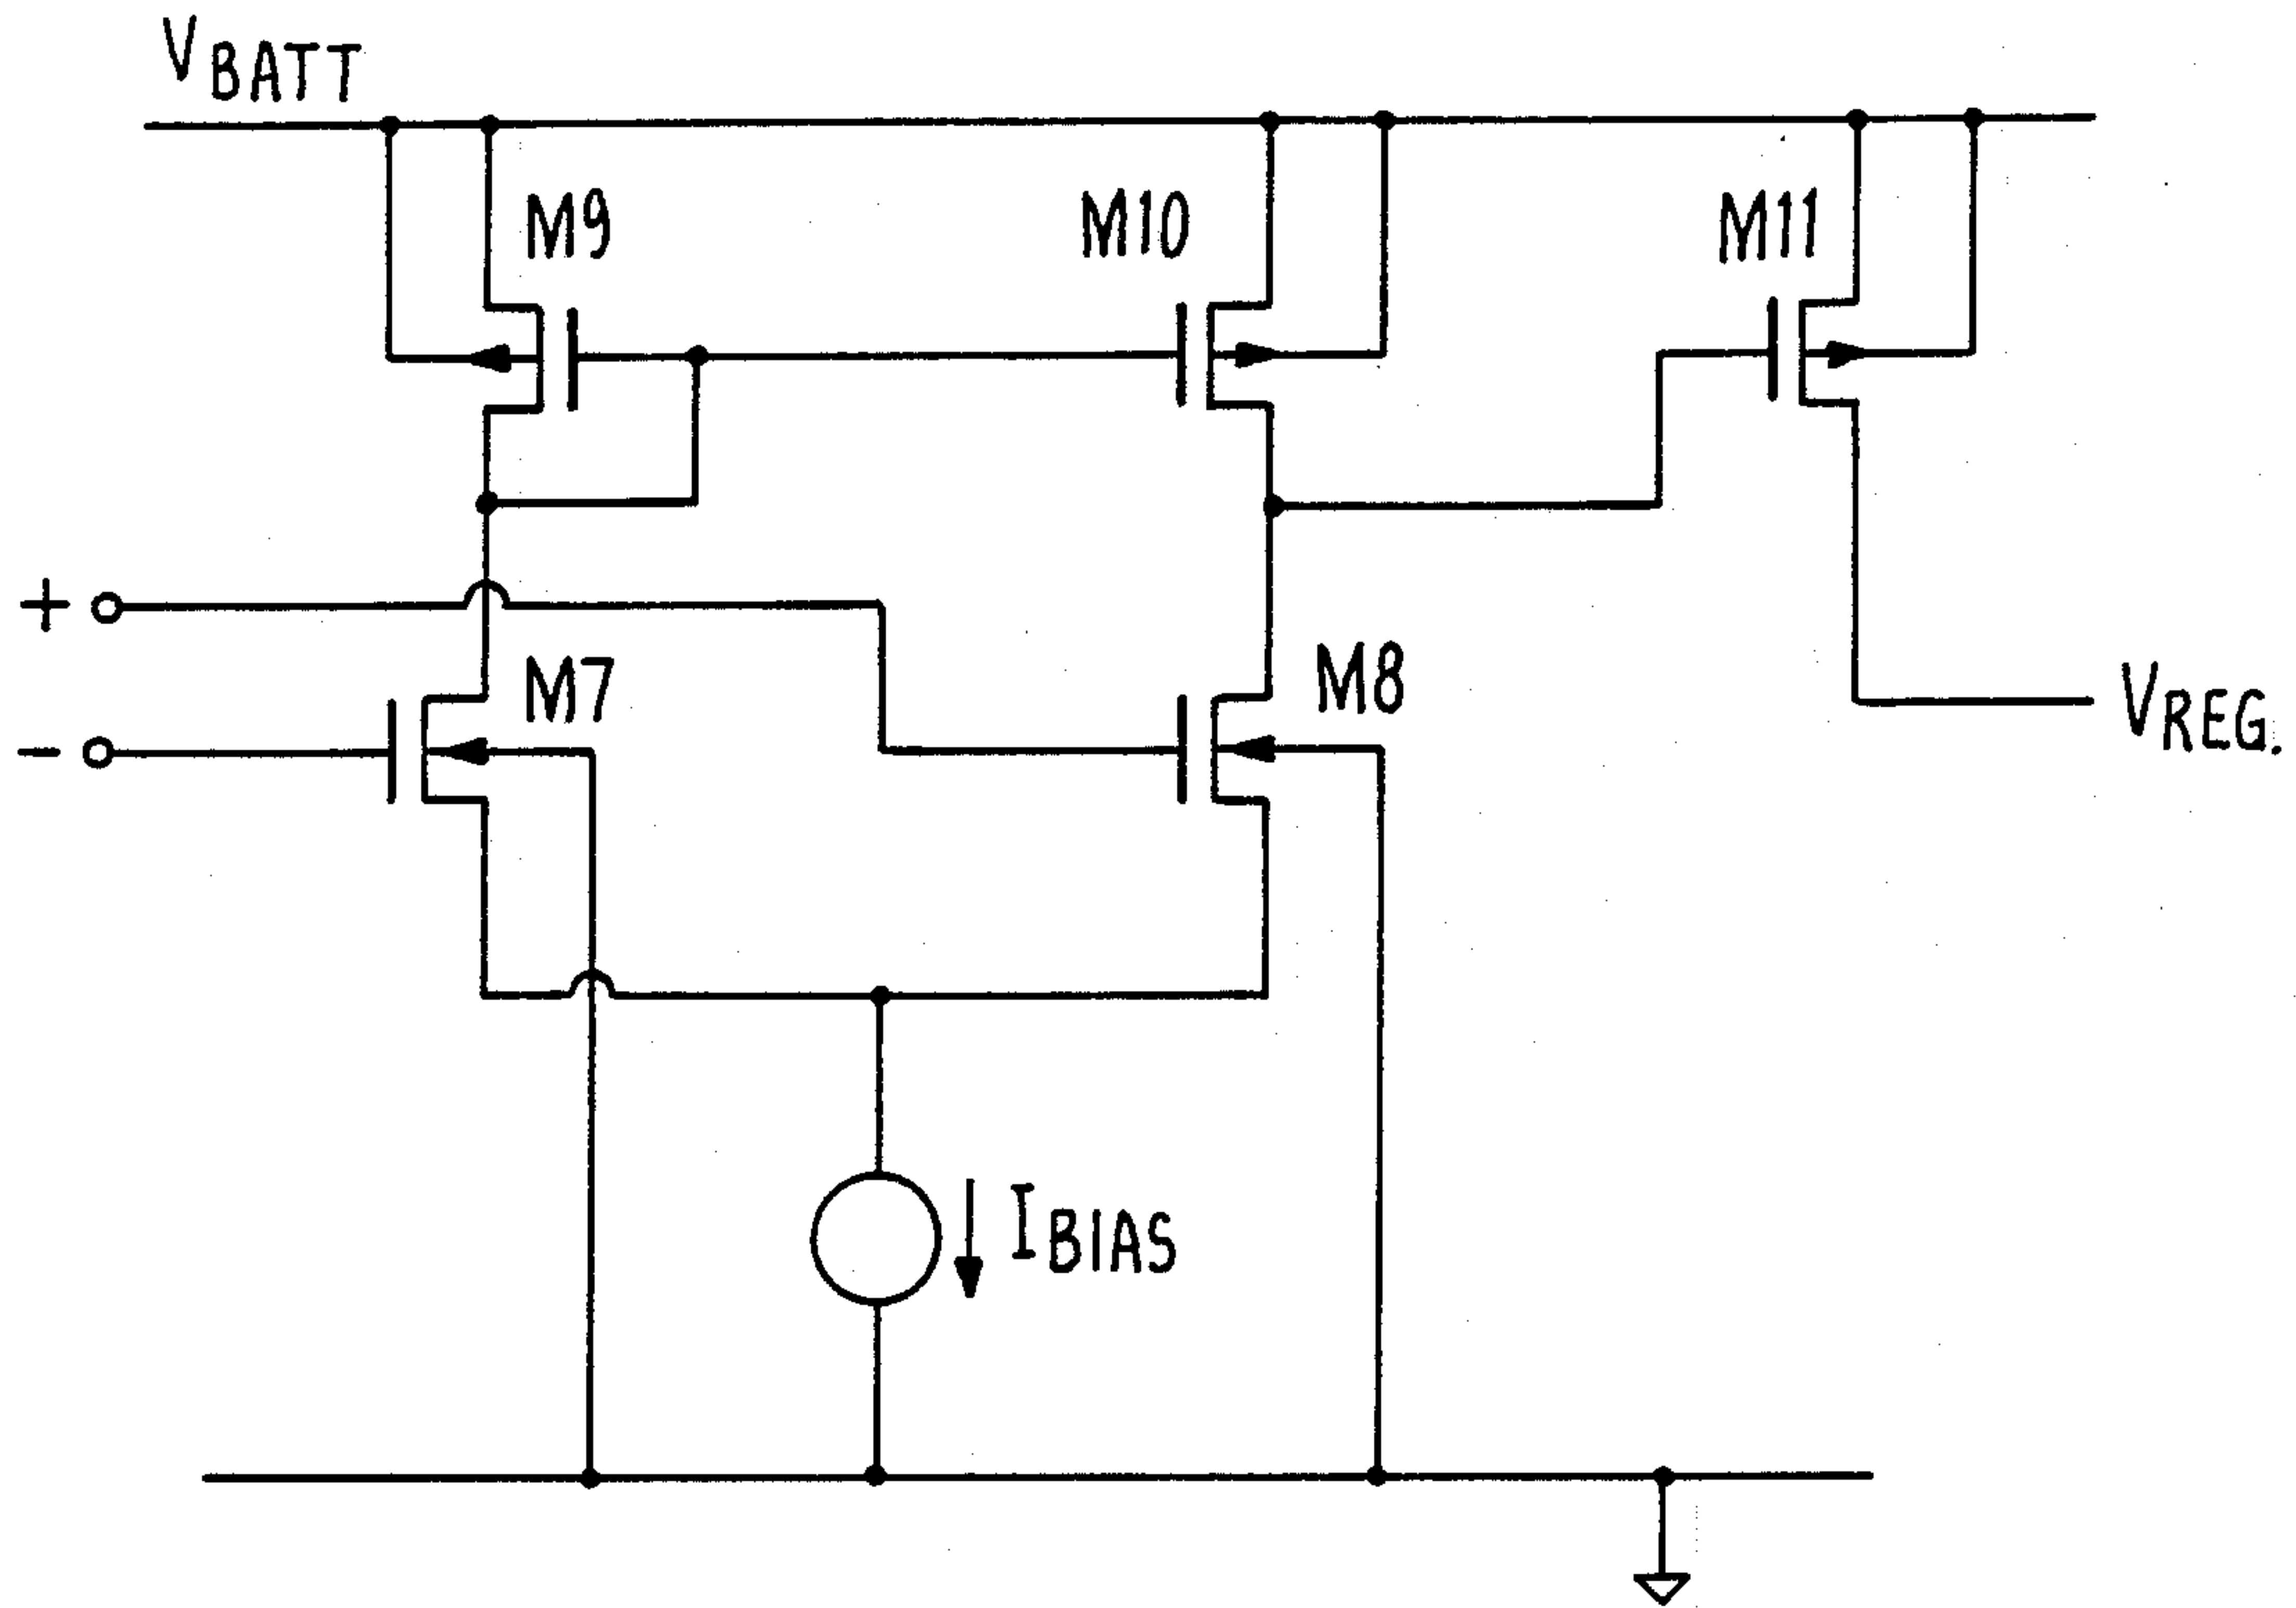 VBATT
M9
M10
M11
+
M7
M8
-
VREG.
IBIAS